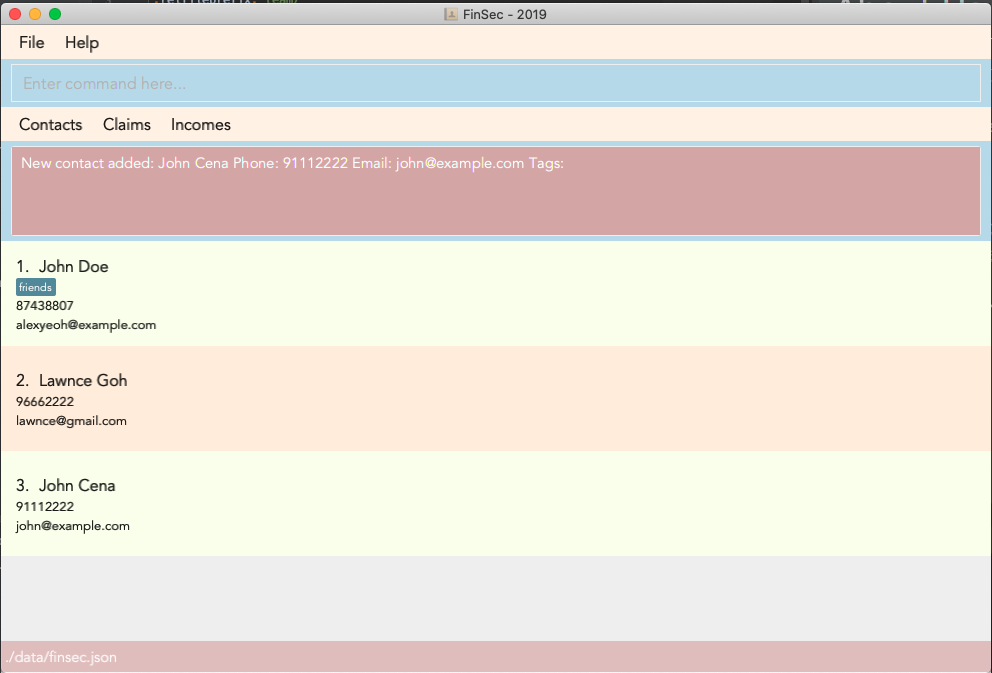 FinSec - 2019
File Help
Enter command here...
Contacts Claims Incomes
New contact added: John Cena Phone: 91112222 Email: john@example.com Tags:
1. John Doe
friends
87438807
alexyeoh@example.com
2. Lawnce Goh
96662222
lawnce@gmail.com
3. John Cena
91112222
john@example.com
./data/finsec.json